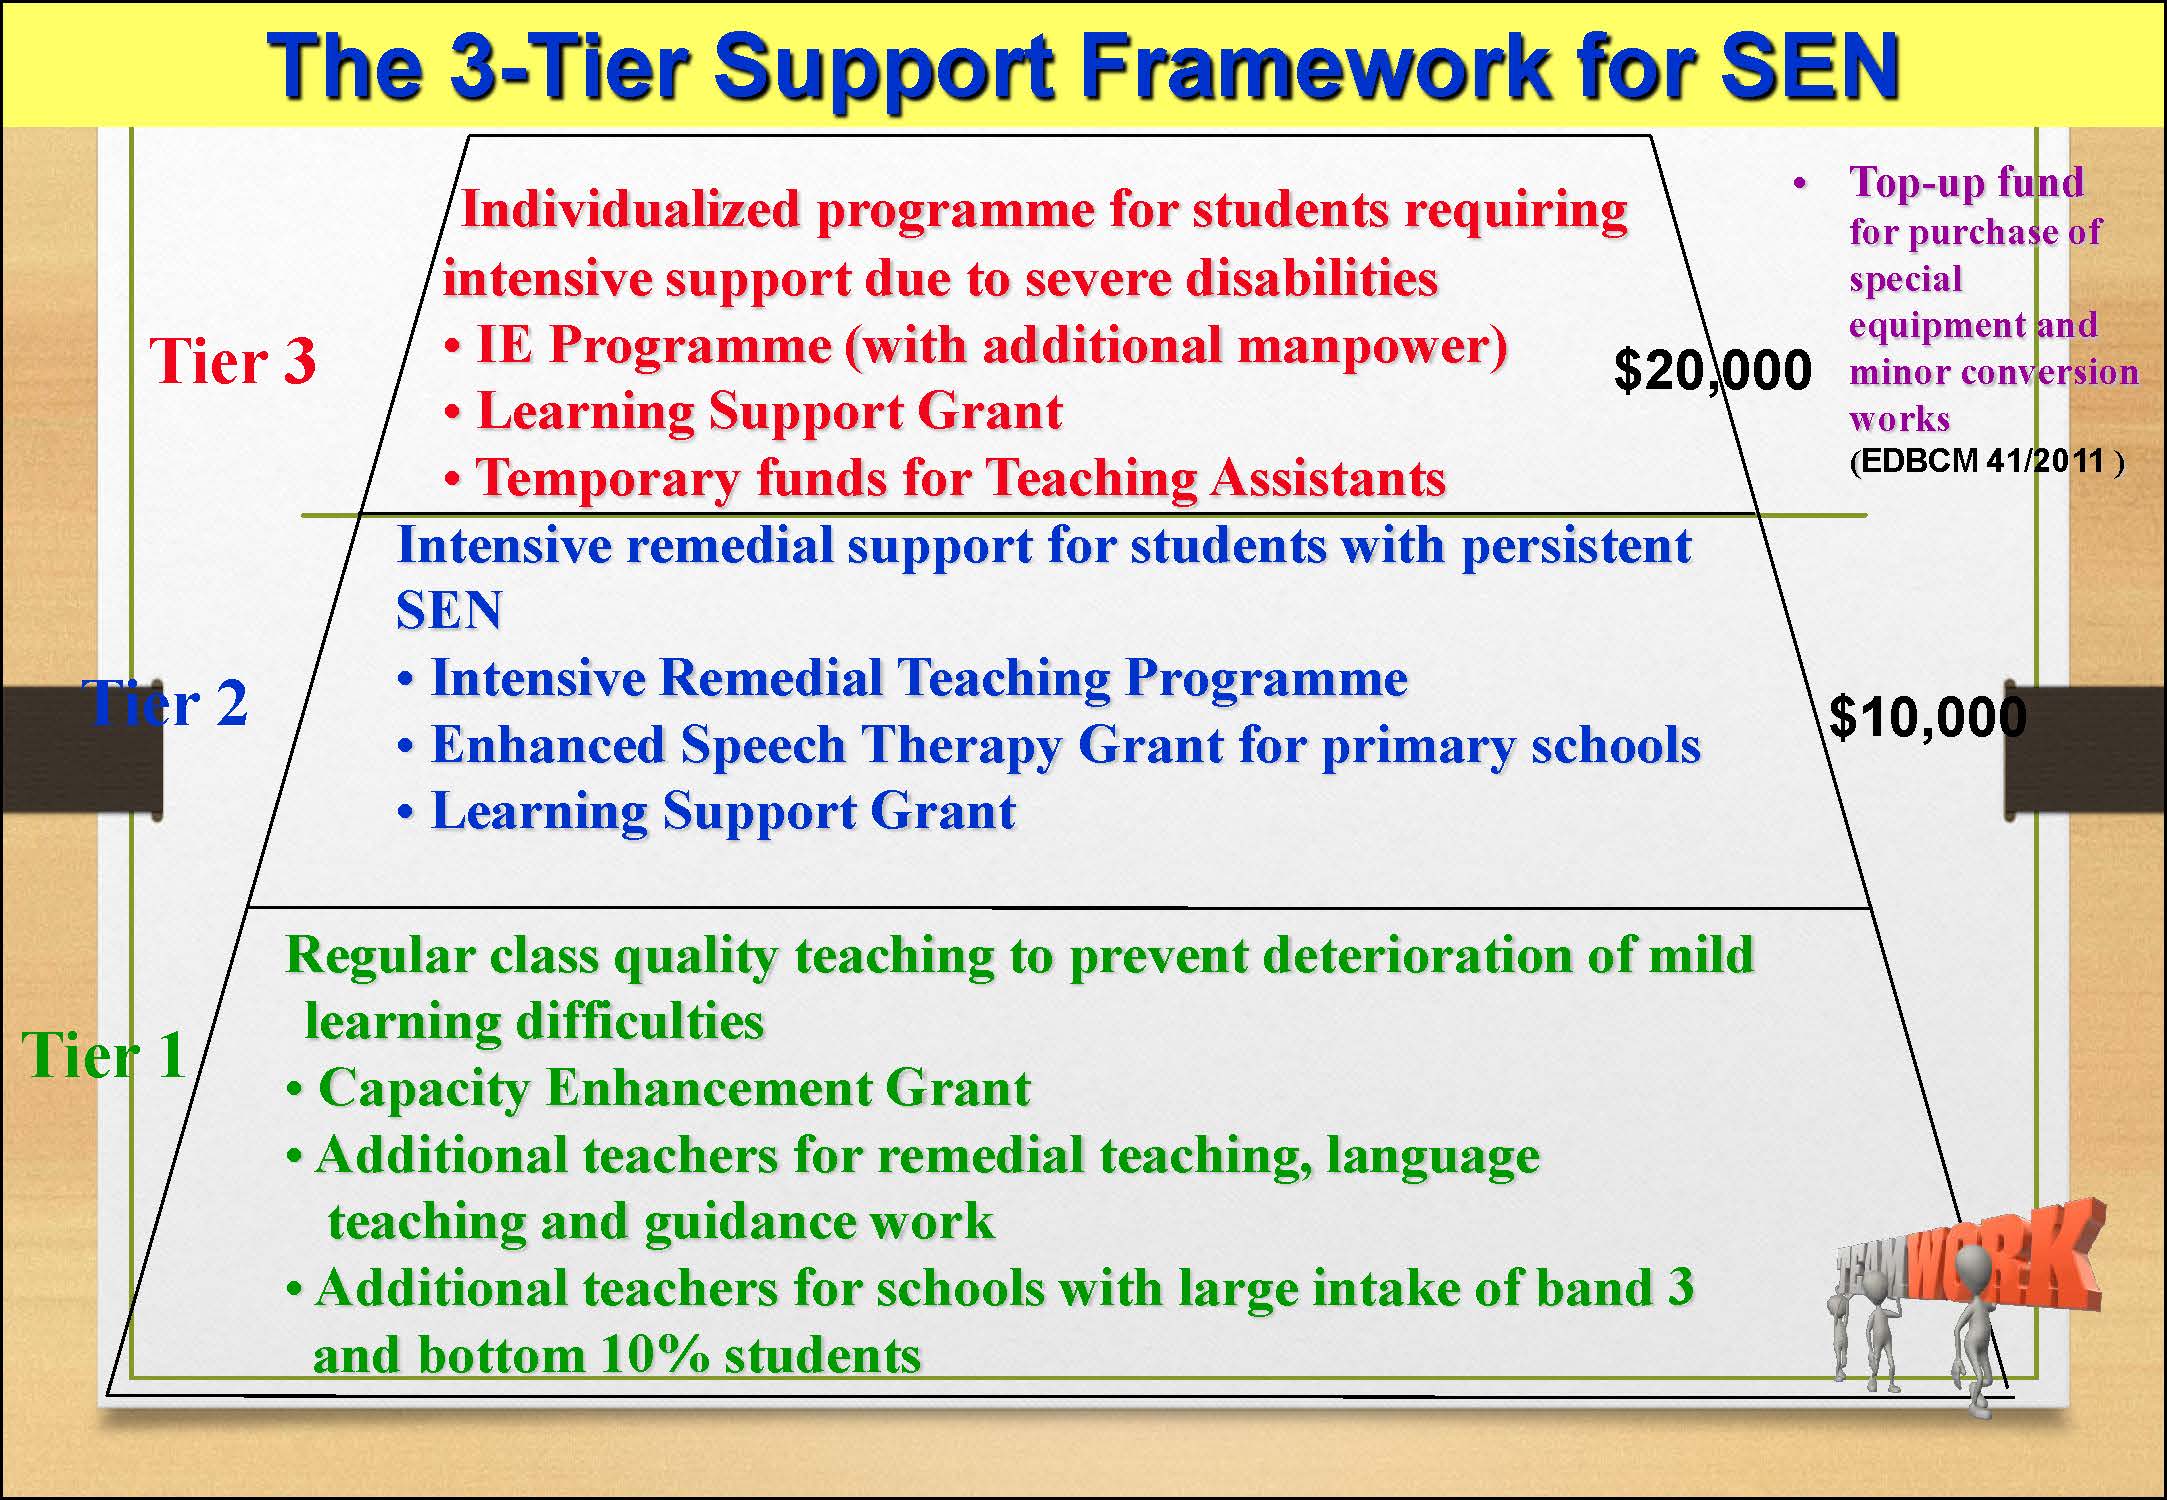 The 3-Tier Support Framework for SEN
Tier 3
Individualized programme for students requiring
intensive support due to severe disabilities
• IE Programme (with additional manpower)
• Learning Support Grant
• Temporary funds for Teaching Assistants
$20,000
• Top-up fund
for purchase of
special
equipment and
minor conversion
works
(EDBCM 41/2011 )
Tier 2
Intensive remedial support for students with persistent
SEN
• Intensive Remedial Teaching Programme
• Enhanced Speech Therapy Grant for primary schools
• Learning Support Grant
$10,000
Tier 1
Regular class quality teaching to prevent deterioration of mild
learning difficulties
• Capacity Enhancement Grant
• Additional teachers for remedial teaching, language
teaching and guidance work
• Additional teachers for schools with large intake of band 3
and bottom 10% students
TEAMWORK